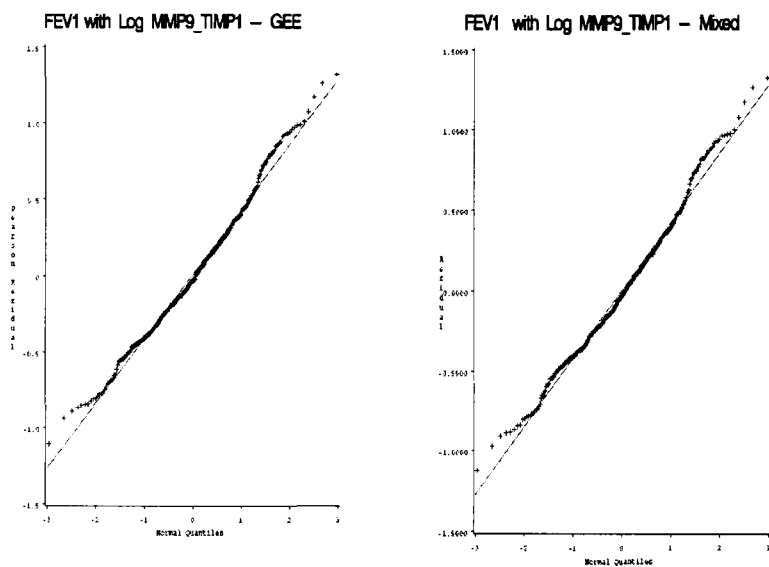 FEV1 with Log MMP9_TIMP1 – GEE
1.5
1.0
0.5
0
-0.5
-1.0
-1.5
Pearson Residual
-3 -2 -1 0 1 2 3
Normal Quantiles
FEV1 with Log MMP9_TIMP1 – Mixed
1.5000
1.0000
0.5000
0.0000
-0.5000
-1.0000
-1.5000
Residual
-3 -2 -1 0 1 2 3
Normal Quantiles